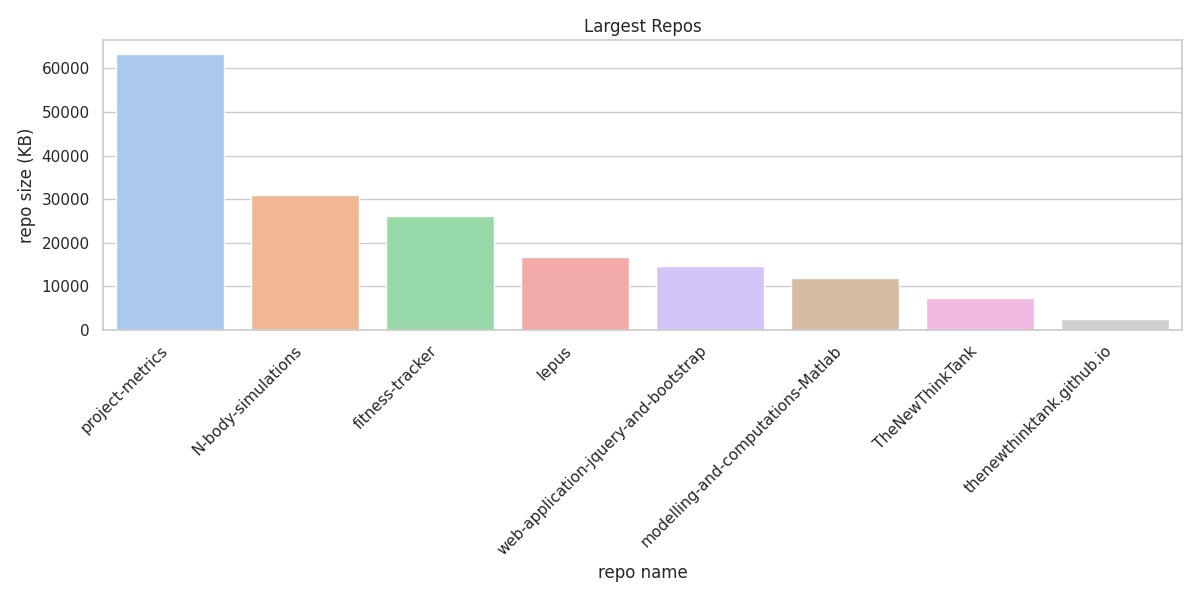 Largest Repos
repo size (KB)
60000
50000
40000
30000
20000
10000
0
project-metrics
N-body-simulations
fitness-tracker
lepus
web-application-jquery-and-bootstrap
modelling-and-computations-Matlab
TheNewThinkTank
thenewthinktank.github.io
repo name